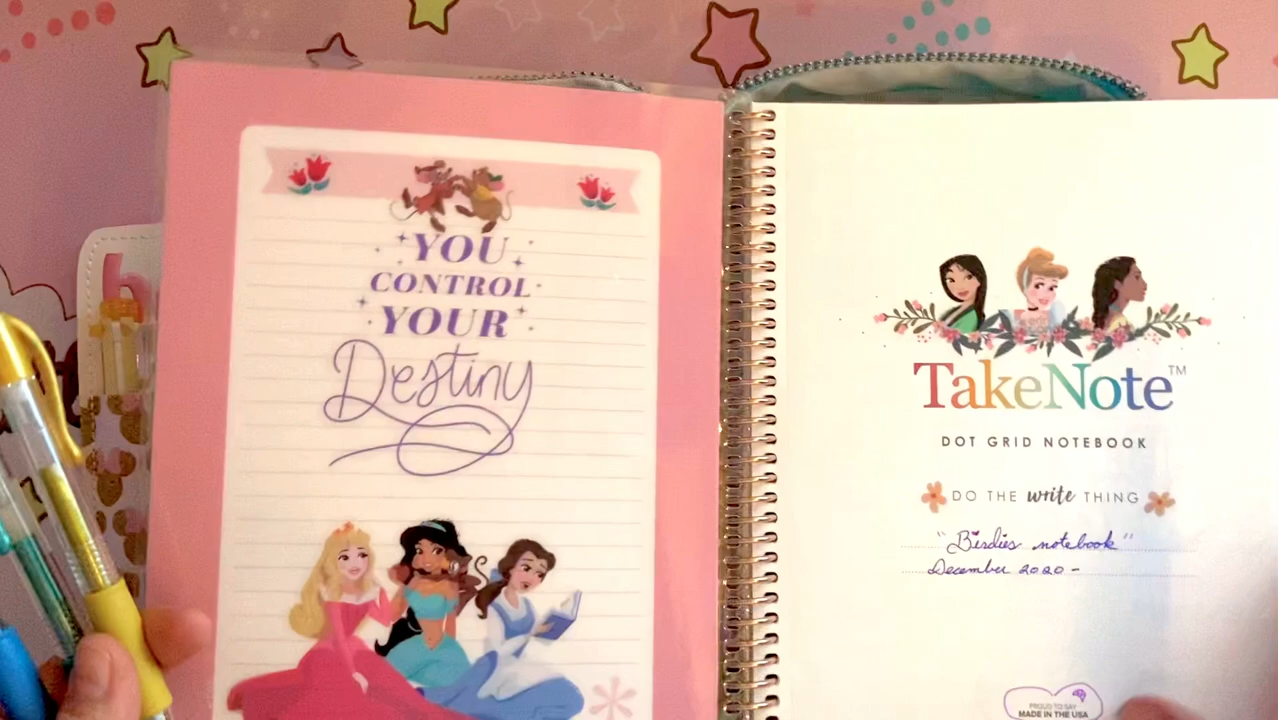 YOU
CONTROL
YOUR
Destiny
TakeNote™
DOT GRID NOTEBOOK
DO THE write THING
"Birdies notebook"
December 2020 -
PROUD TO SAY
MADE IN THE USA